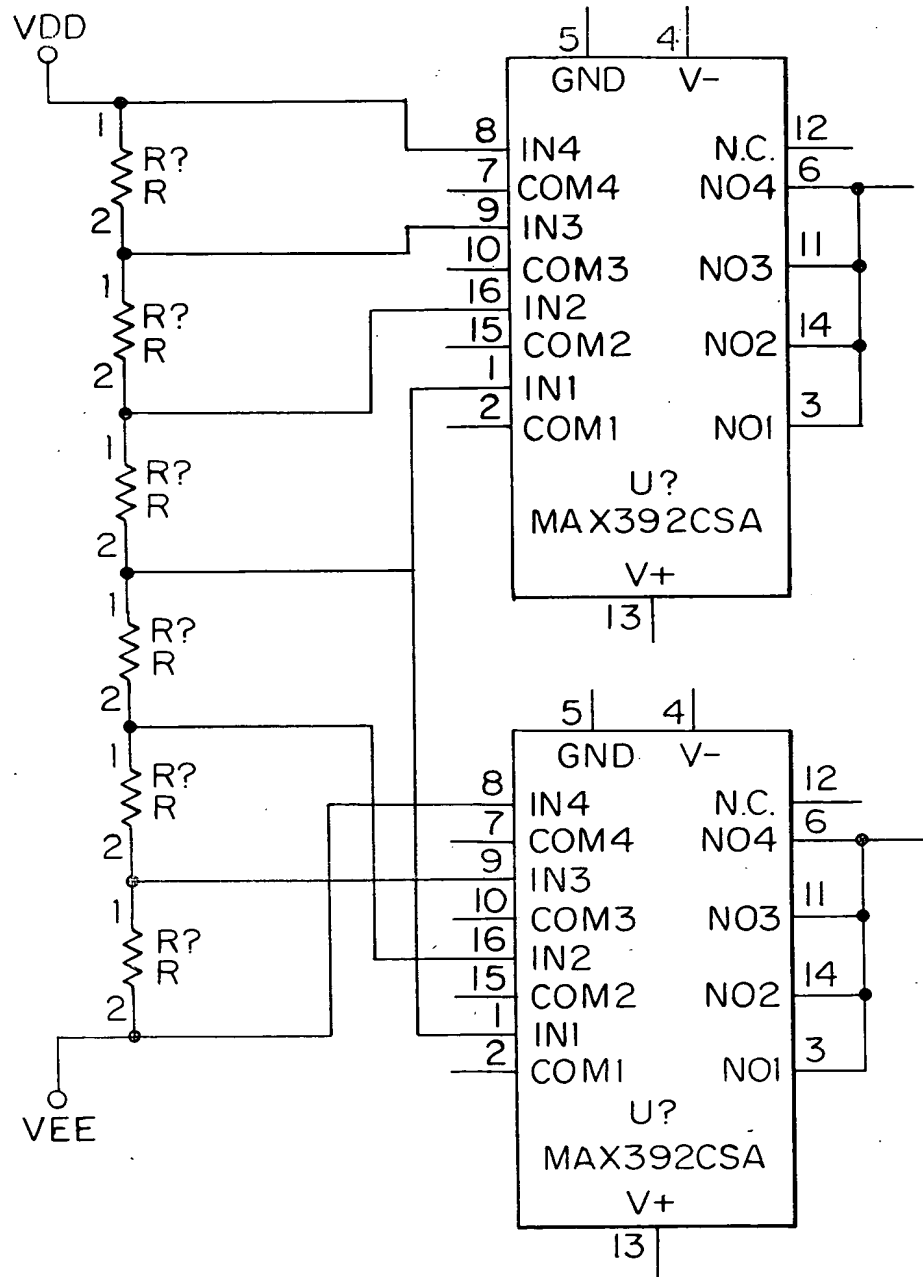 VDD
5 4
GND V-
1
8 IN4 N.C. 12
R?
R
7 COM4 NO4 6
2
9 IN3
10 COM3 NO3 11
1
16 IN2
R?
R
15 COM2 NO2 14
2
1 IN1
2 COM1 NO1 3
1
R?
R
U?
MAX392CSA
2
V+
13
1
R?
R
2
5 4
GND V-
1
R?
R
8 IN4 N.C. 12
7 COM4 NO4 6
2
9 IN3
10 COM3 NO3 11
1
R?
R
16 IN2
15 COM2 NO2 14
2
1 IN1
2 COM1 NO1 3
VEE
U?
MAX392CSA
V+
13